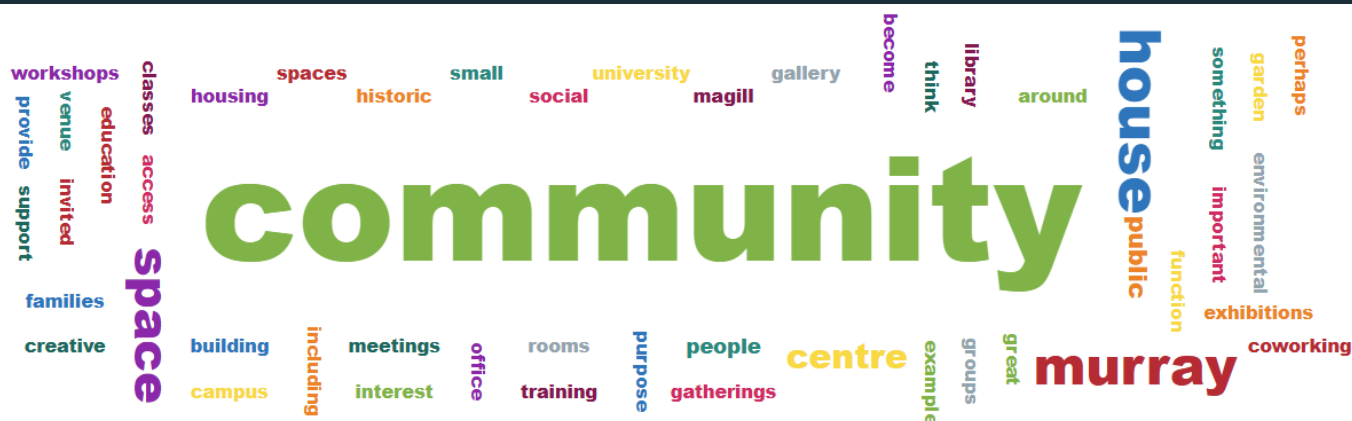 workshops
classes
spaces
small
university
gallery
become
think
library
house
something
garden
perhaps
provide
venue
education
housing
historic
social
magill
around
access
community
support
invited
space
public
important
environmental
function
families
exhibitions
creative
building
including
meetings
office
rooms
purpose
people
centre
example
groups
great
murray
coworking
campus
interest
training
gatherings